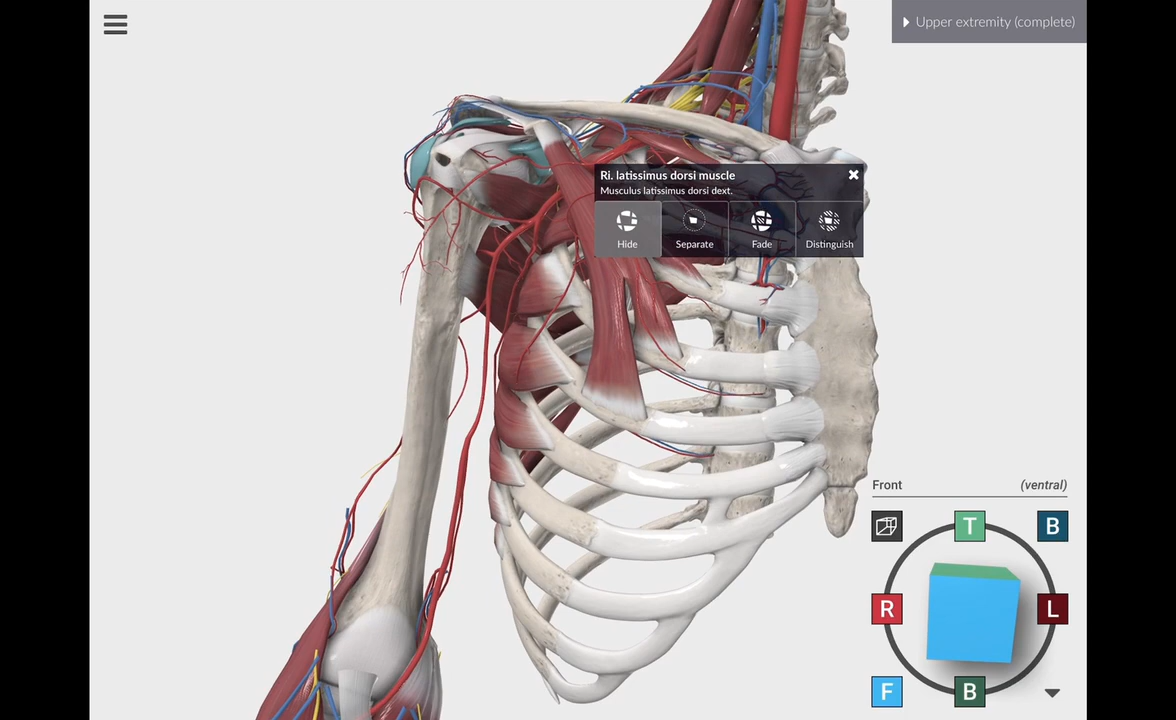 Upper extremity (complete)
Ri. latissimus dorsi muscle
Musculus latissimus dorsi dext.
Hide Separate Fade Distinguish
Front (ventral)
T B
R L
F B